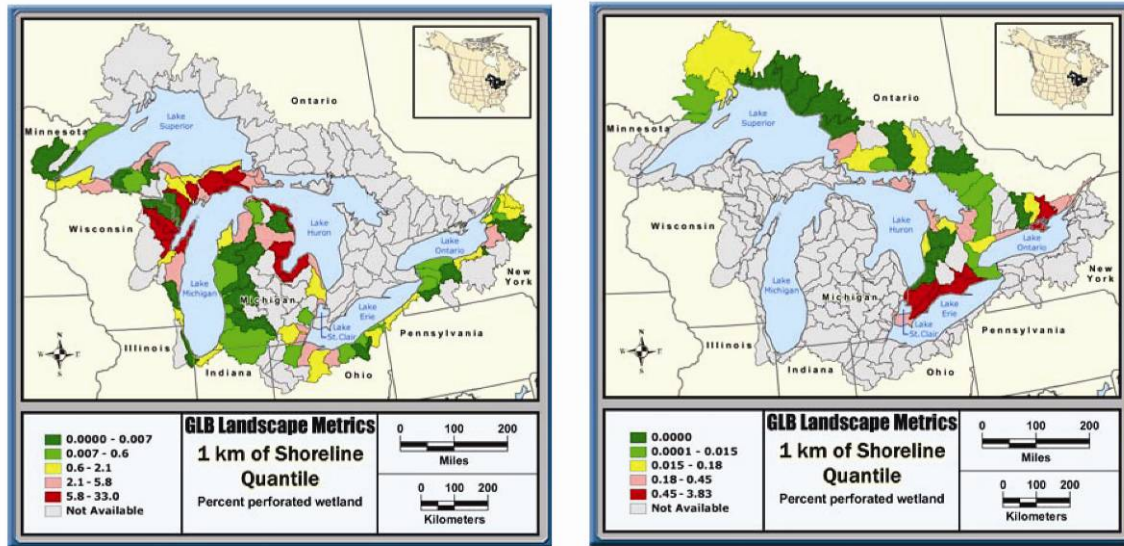 Ontario
Minnesota
Lake
Superior
Wisconsin
Lake
Huron
Lake
Ontario
Lake
Michigan
Michigan
New
York
Lake
Erie
Lake
St.Clair
Pennsylvania
Illinois
Indiana
Ohio
N
W
E
S
0.0000 - 0.007
0.007 - 0.6
0.6 - 2.1
2.1 - 5.8
5.8 - 33.0
Not Available
GLB Landscape Metrics
1 km of Shoreline
Quantile
Percent perforated wetland
0 100 200
Miles
0 50 100 200
Kilometers
Ontario
Minnesota
Lake
Superior
Wisconsin
Lake
Huron
Lake
Ontario
Lake
Michigan
Michigan
New
York
Lake
Erie
Lake
St.Clair
Pennsylvania
Illinois
Indiana
Ohio
N
W
E
S
0.0000
0.0001 - 0.015
0.015 - 0.18
0.18 - 0.45
0.45 - 3.83
Not Available
GLB Landscape Metrics
1 km of Shoreline
Quantile
Percent perforated wetland
0 100 200
Miles
0 50 100 200
Kilometers